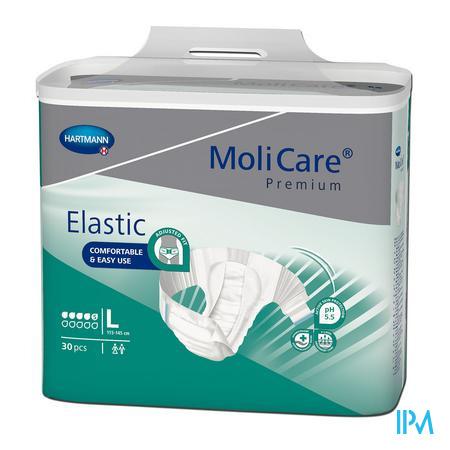 HARTMANN
MoliCare®
Premium
Elastic
ADJUSTED FIT
COMFORTABLE
& EASY USE
L
115-145 cm
30 pcs
pH
5.5
IPM